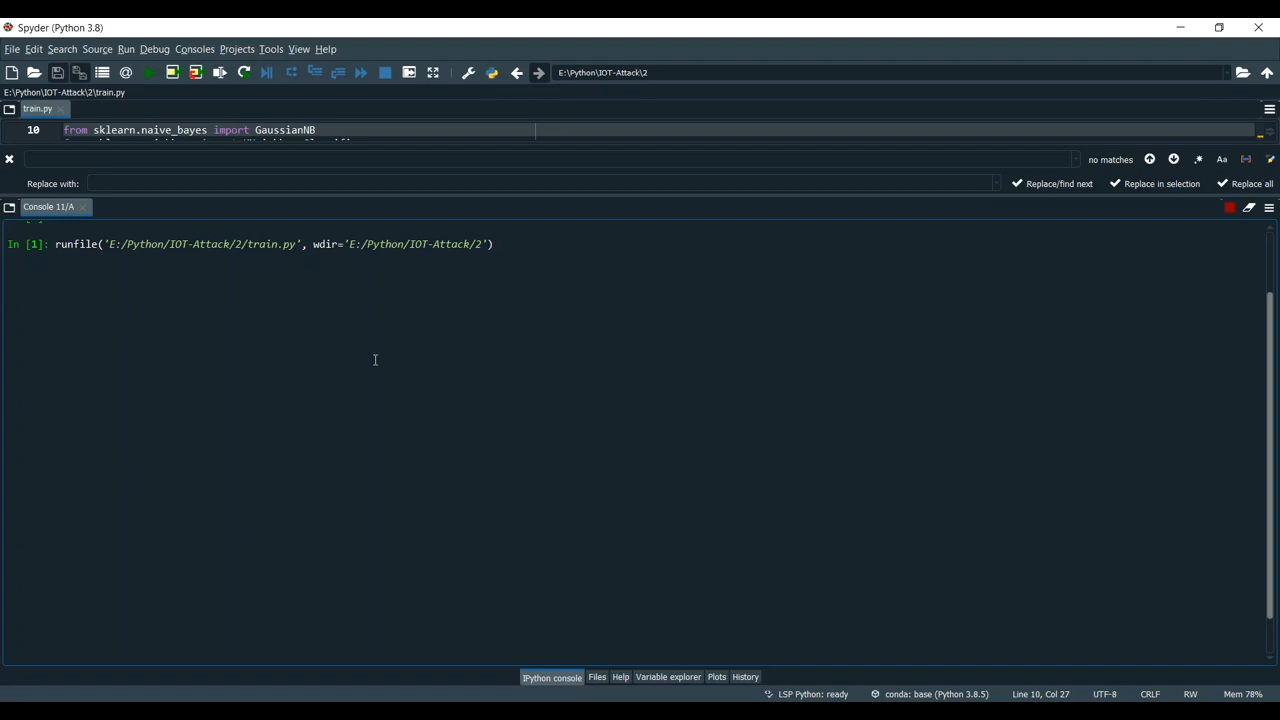 Spyder (Python 3.8)
File Edit Search Source Run Debug Consoles Projects Tools View Help
E:\Python\IOT-Attack\2
E:\Python\IOT-Attack\2\train.py
train.py
10 from sklearn.naive_bayes import GaussianNB
no matches
Aa
Replace with:
Replace/find next
Replace in selection
Replace all
Console 11/A
In [1]: runfile('E:/Python/IOT-Attack/2/train.py', wdir='E:/Python/IOT-Attack/2')
IPython console Files Help Variable explorer Plots History
LSP Python: ready conda: base (Python 3.8.5) Line 10, Col 27 UTF-8 CRLF RW Mem 78%